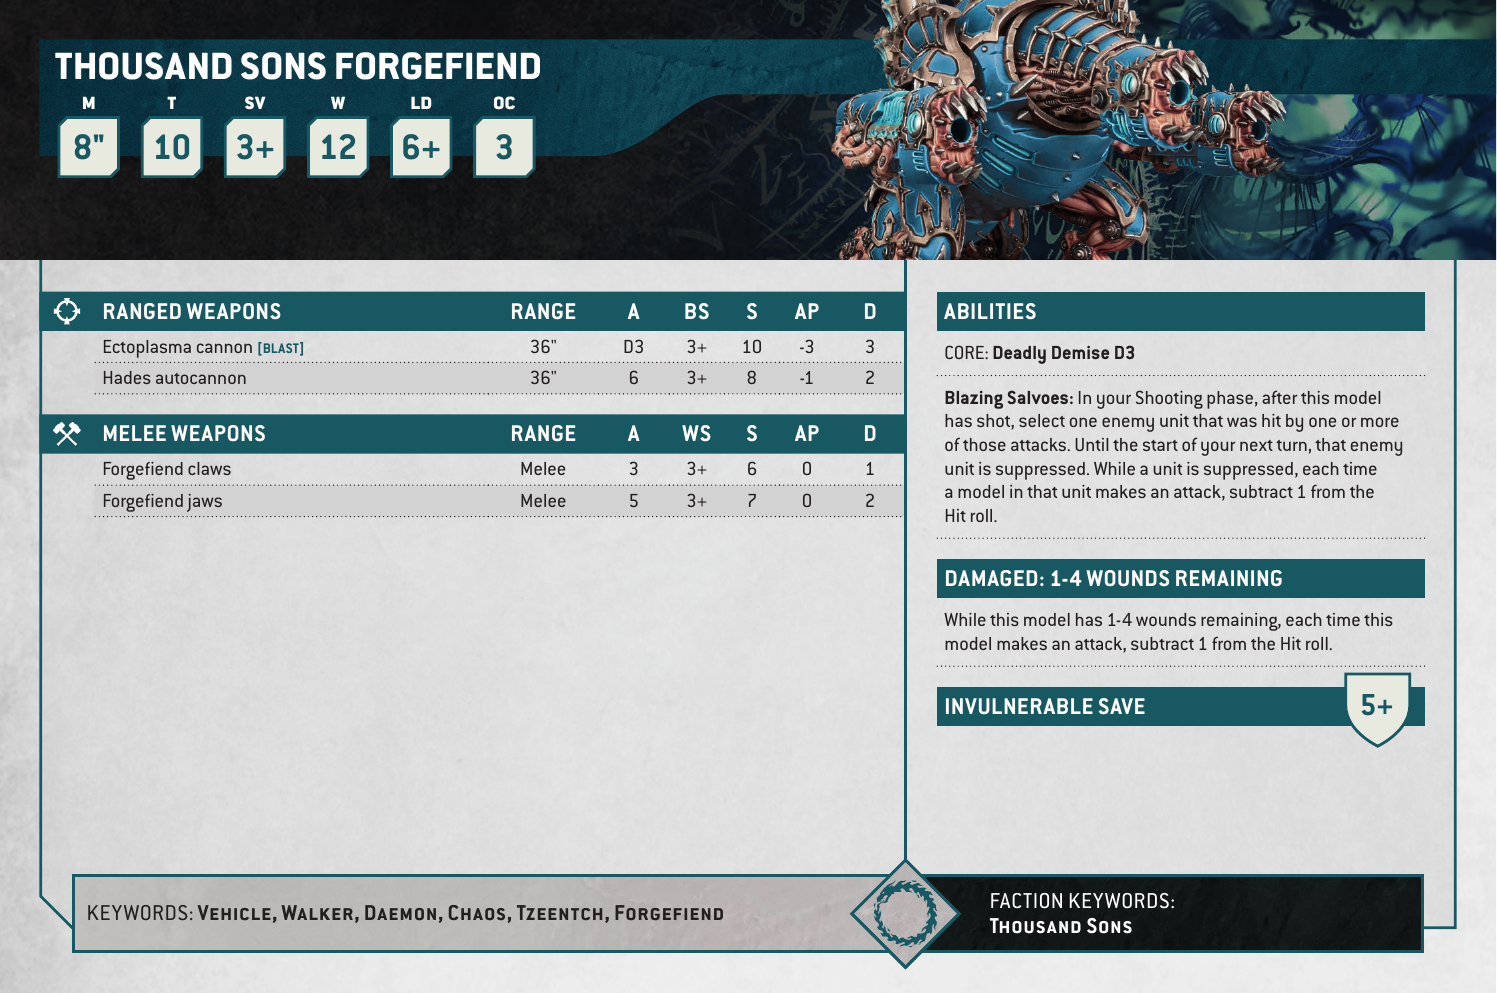 THOUSAND SONS FORGEFIEND
M T SV W LD OC
8" 10 3+ 12 6+ 3
RANGED WEAPONS RANGE A BS S AP D
Ectoplasma cannon [BLAST] 36" D3 3+ 10 -3 3
Hades autocannon 36" 6 3+ 8 -1 2
MELEE WEAPONS RANGE A WS S AP D
Forgefiend claws Melee 3 3+ 6 0 1
Forgefiend jaws Melee 5 3+ 7 0 2
ABILITIES
CORE: Deadly Demise D3
Blazing Salvoes: In your Shooting phase, after this model
has shot, select one enemy unit that was hit by one or more
of those attacks. Until the start of your next turn, that enemy
unit is suppressed. While a unit is suppressed, each time
a model in that unit makes an attack, subtract 1 from the
Hit roll.
DAMAGED: 1-4 WOUNDS REMAINING
While this model has 1-4 wounds remaining, each time this
model makes an attack, subtract 1 from the Hit roll.
INVULNERABLE SAVE 5+
KEYWORDS: Vehicle, Walker, Daemon, Chaos, Tzeentch, Forgefiend
FACTION KEYWORDS:
Thousand Sons